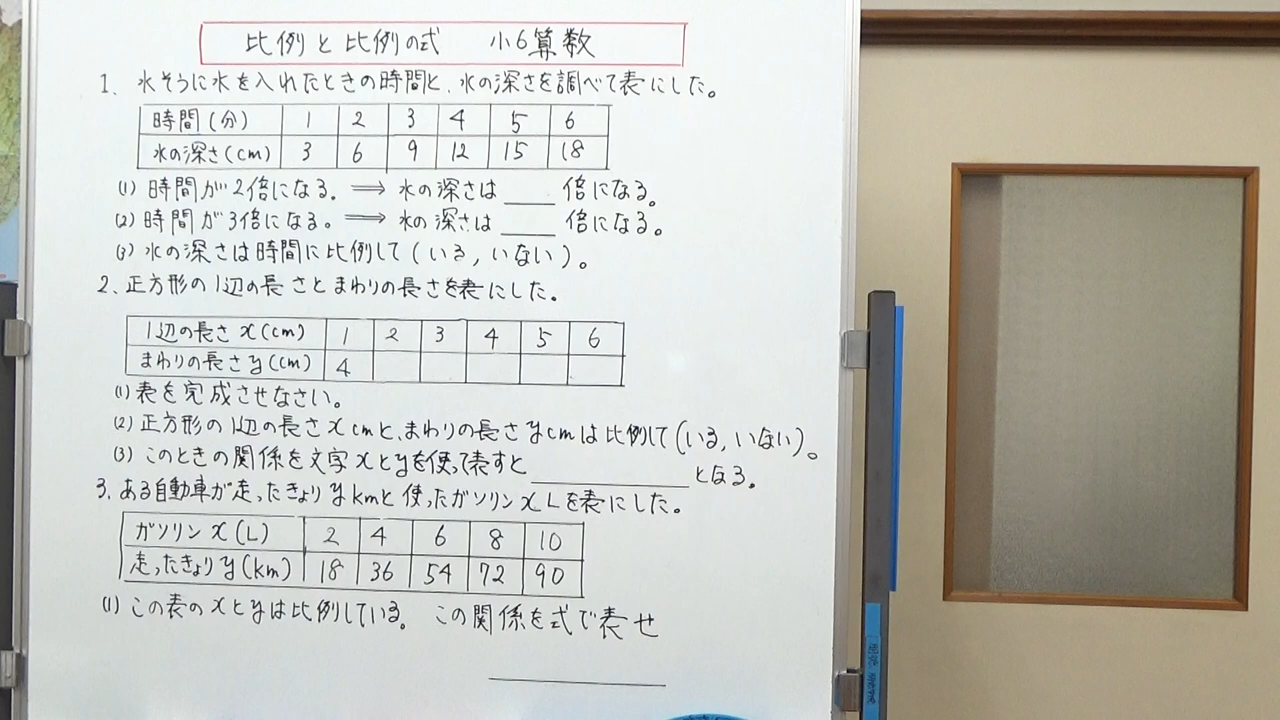 比例と比例の式 小6算数
1. 水そうに水を入れたときの時間と、水の深さを調べて表にした。
時間(分) 1 2 3 4 5 6
水の深さ(cm) 3 6 9 12 15 18
(1) 時間が2倍になる。⟹ 水の深さは ____ 倍になる。
(2) 時間が3倍になる。⟹ 水の深さは ____ 倍になる。
(3) 水の深さは時間に比例して(いる, いない)。
2、正方形の1辺の長さとまわりの長さを表にした。
1辺の長さ x(cm) 1 2 3 4 5 6
まわりの長さ y(cm) 4
(1) 表を完成させなさい。
(2) 正方形の1辺の長さ x cmと、まわりの長さ y cmは比例して(いる, いない)。
(3) このときの関係を文字 x と y を使って表すと __________ となる。
3. ある自動車が走ったきょり y kmと使ったガソリン x L を表にした。
ガソリン x(L) 2 4 6 8 10
走ったきょり y(km) 18 36 54 72 90
(1) この表の x と y は比例している。 この関係を式で表せ